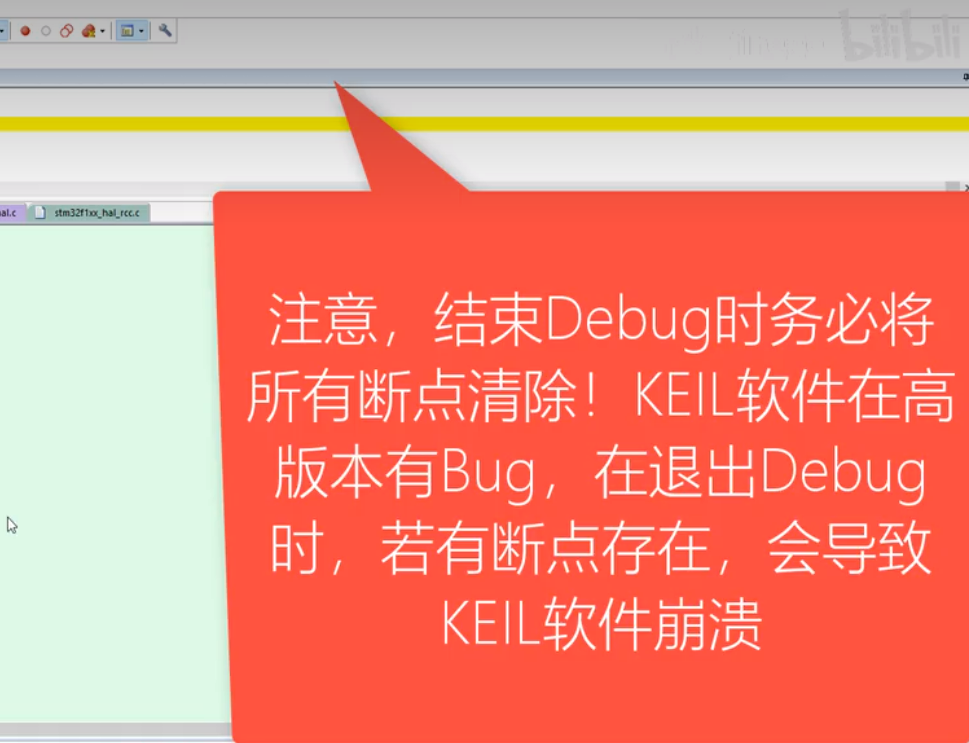 bilibili
al.c
stm32f1xx_hal_rcc.c
注意，结束Debug时务必将
所有断点清除！KEIL软件在高
版本有Bug，在退出Debug
时，若有断点存在，会导致
KEIL软件崩溃